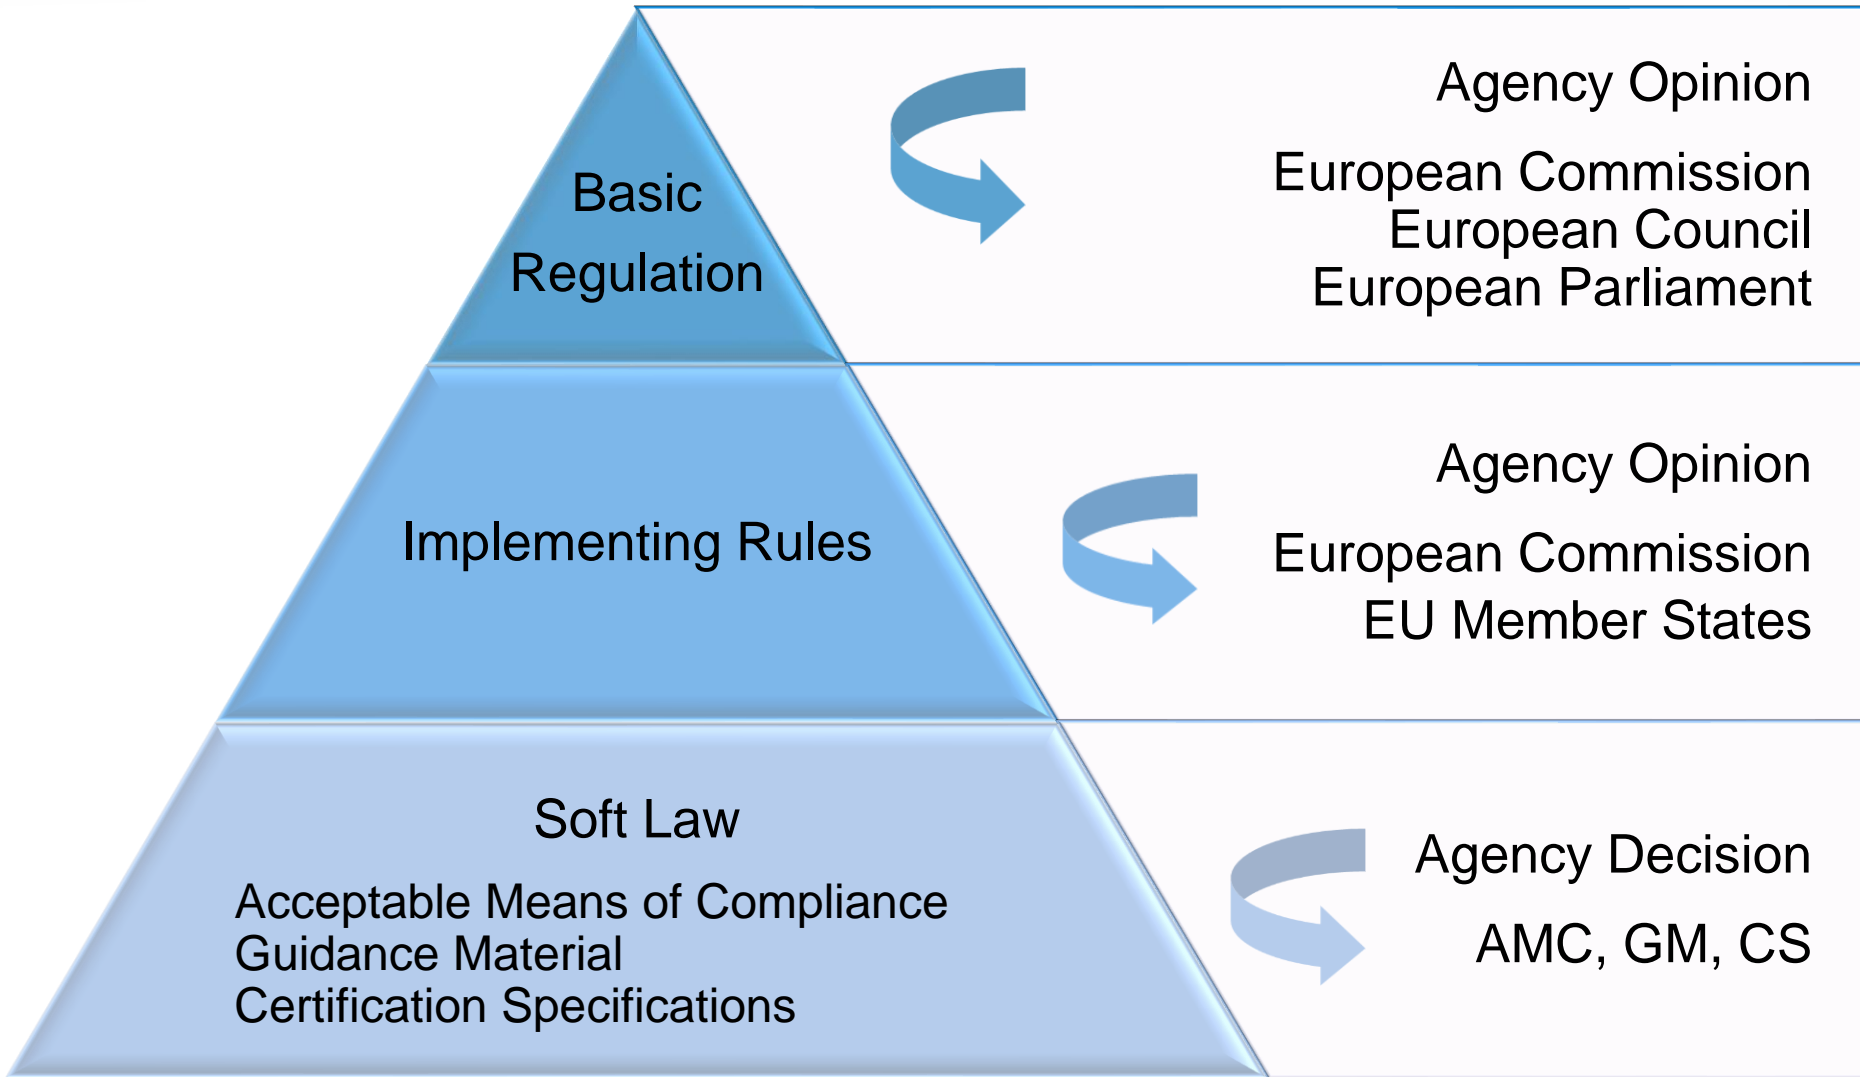 Basic
Regulation
Agency Opinion
European Commission
European Council
European Parliament
Implementing Rules
Agency Opinion
European Commission
EU Member States
Soft Law
Acceptable Means of Compliance
Guidance Material
Certification Specifications
Agency Decision
AMC, GM, CS